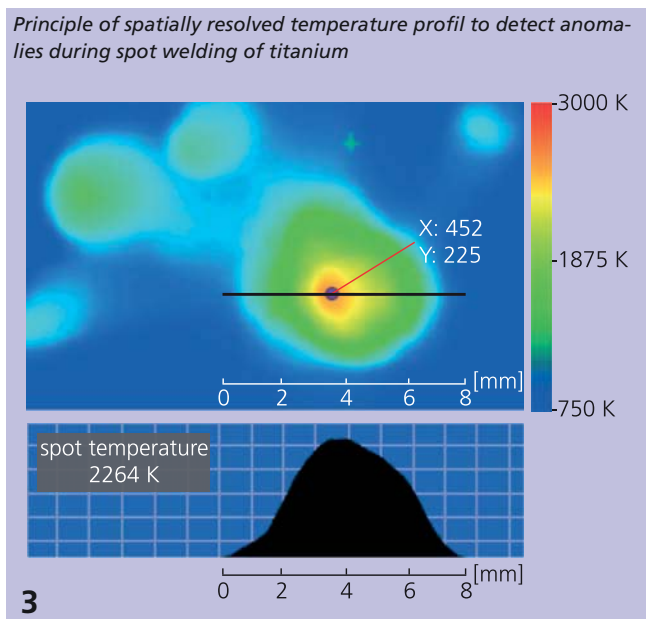 Principle of spatially resolved temperature profil to detect anoma-
lies during spot welding of titanium
3000 K
X: 452
Y: 225
1875 K
[mm]
0 2 4 6 8
750 K
spot temperature
2264 K
[mm]
0 2 4 6 8
3